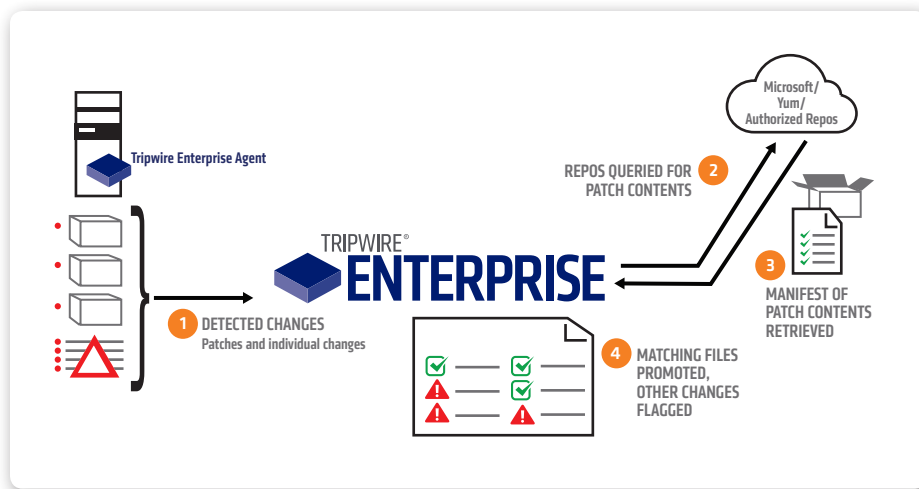 Microsoft/
Yum/
Authorized Repos
Tripwire Enterprise Agent
2
REPOS QUERIED FOR
PATCH CONTENTS
TRIPWIRE®
ENTERPRISE
3
MANIFEST OF
PATCH CONTENTS
RETRIEVED
1
DETECTED CHANGES
Patches and individual changes
4
MATCHING FILES
PROMOTED,
OTHER CHANGES
FLAGGED